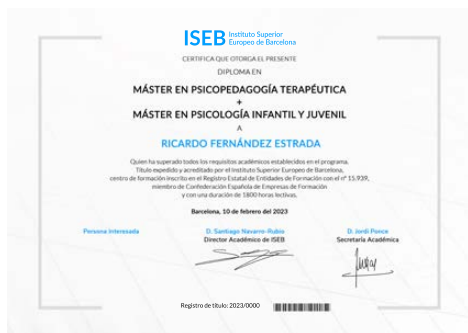 ISEB Instituto Superior
Europeo de Barcelona
CERTIFICA QUE OTORGA EL PRESENTE
DIPLOMA EN
MÁSTER EN PSICOPEDAGOGÍA TERAPÉUTICA
+
MÁSTER EN PSICOLOGÍA INFANTIL Y JUVENIL
A
RICARDO FERNÁNDEZ ESTRADA
Quien ha superado todos los requisitos académicos establecidos en el programa.
Título expedido y acreditado por el Instituto Superior Europeo de Barcelona,
centro de formación inscrito en el Registro Estatal de Entidades de Formación con el nº 15.939,
miembro de Confederación Española de Empresas de Formación
y con una duración de 1800 horas lectivas.
Barcelona, 10 de febrero del 2023
Persona Interesada
D. Santiago Navarro-Rubio
Director Académico de ISEB
D. Jordi Ponce
Secretaría Académica
Registro de título: 2023/0000